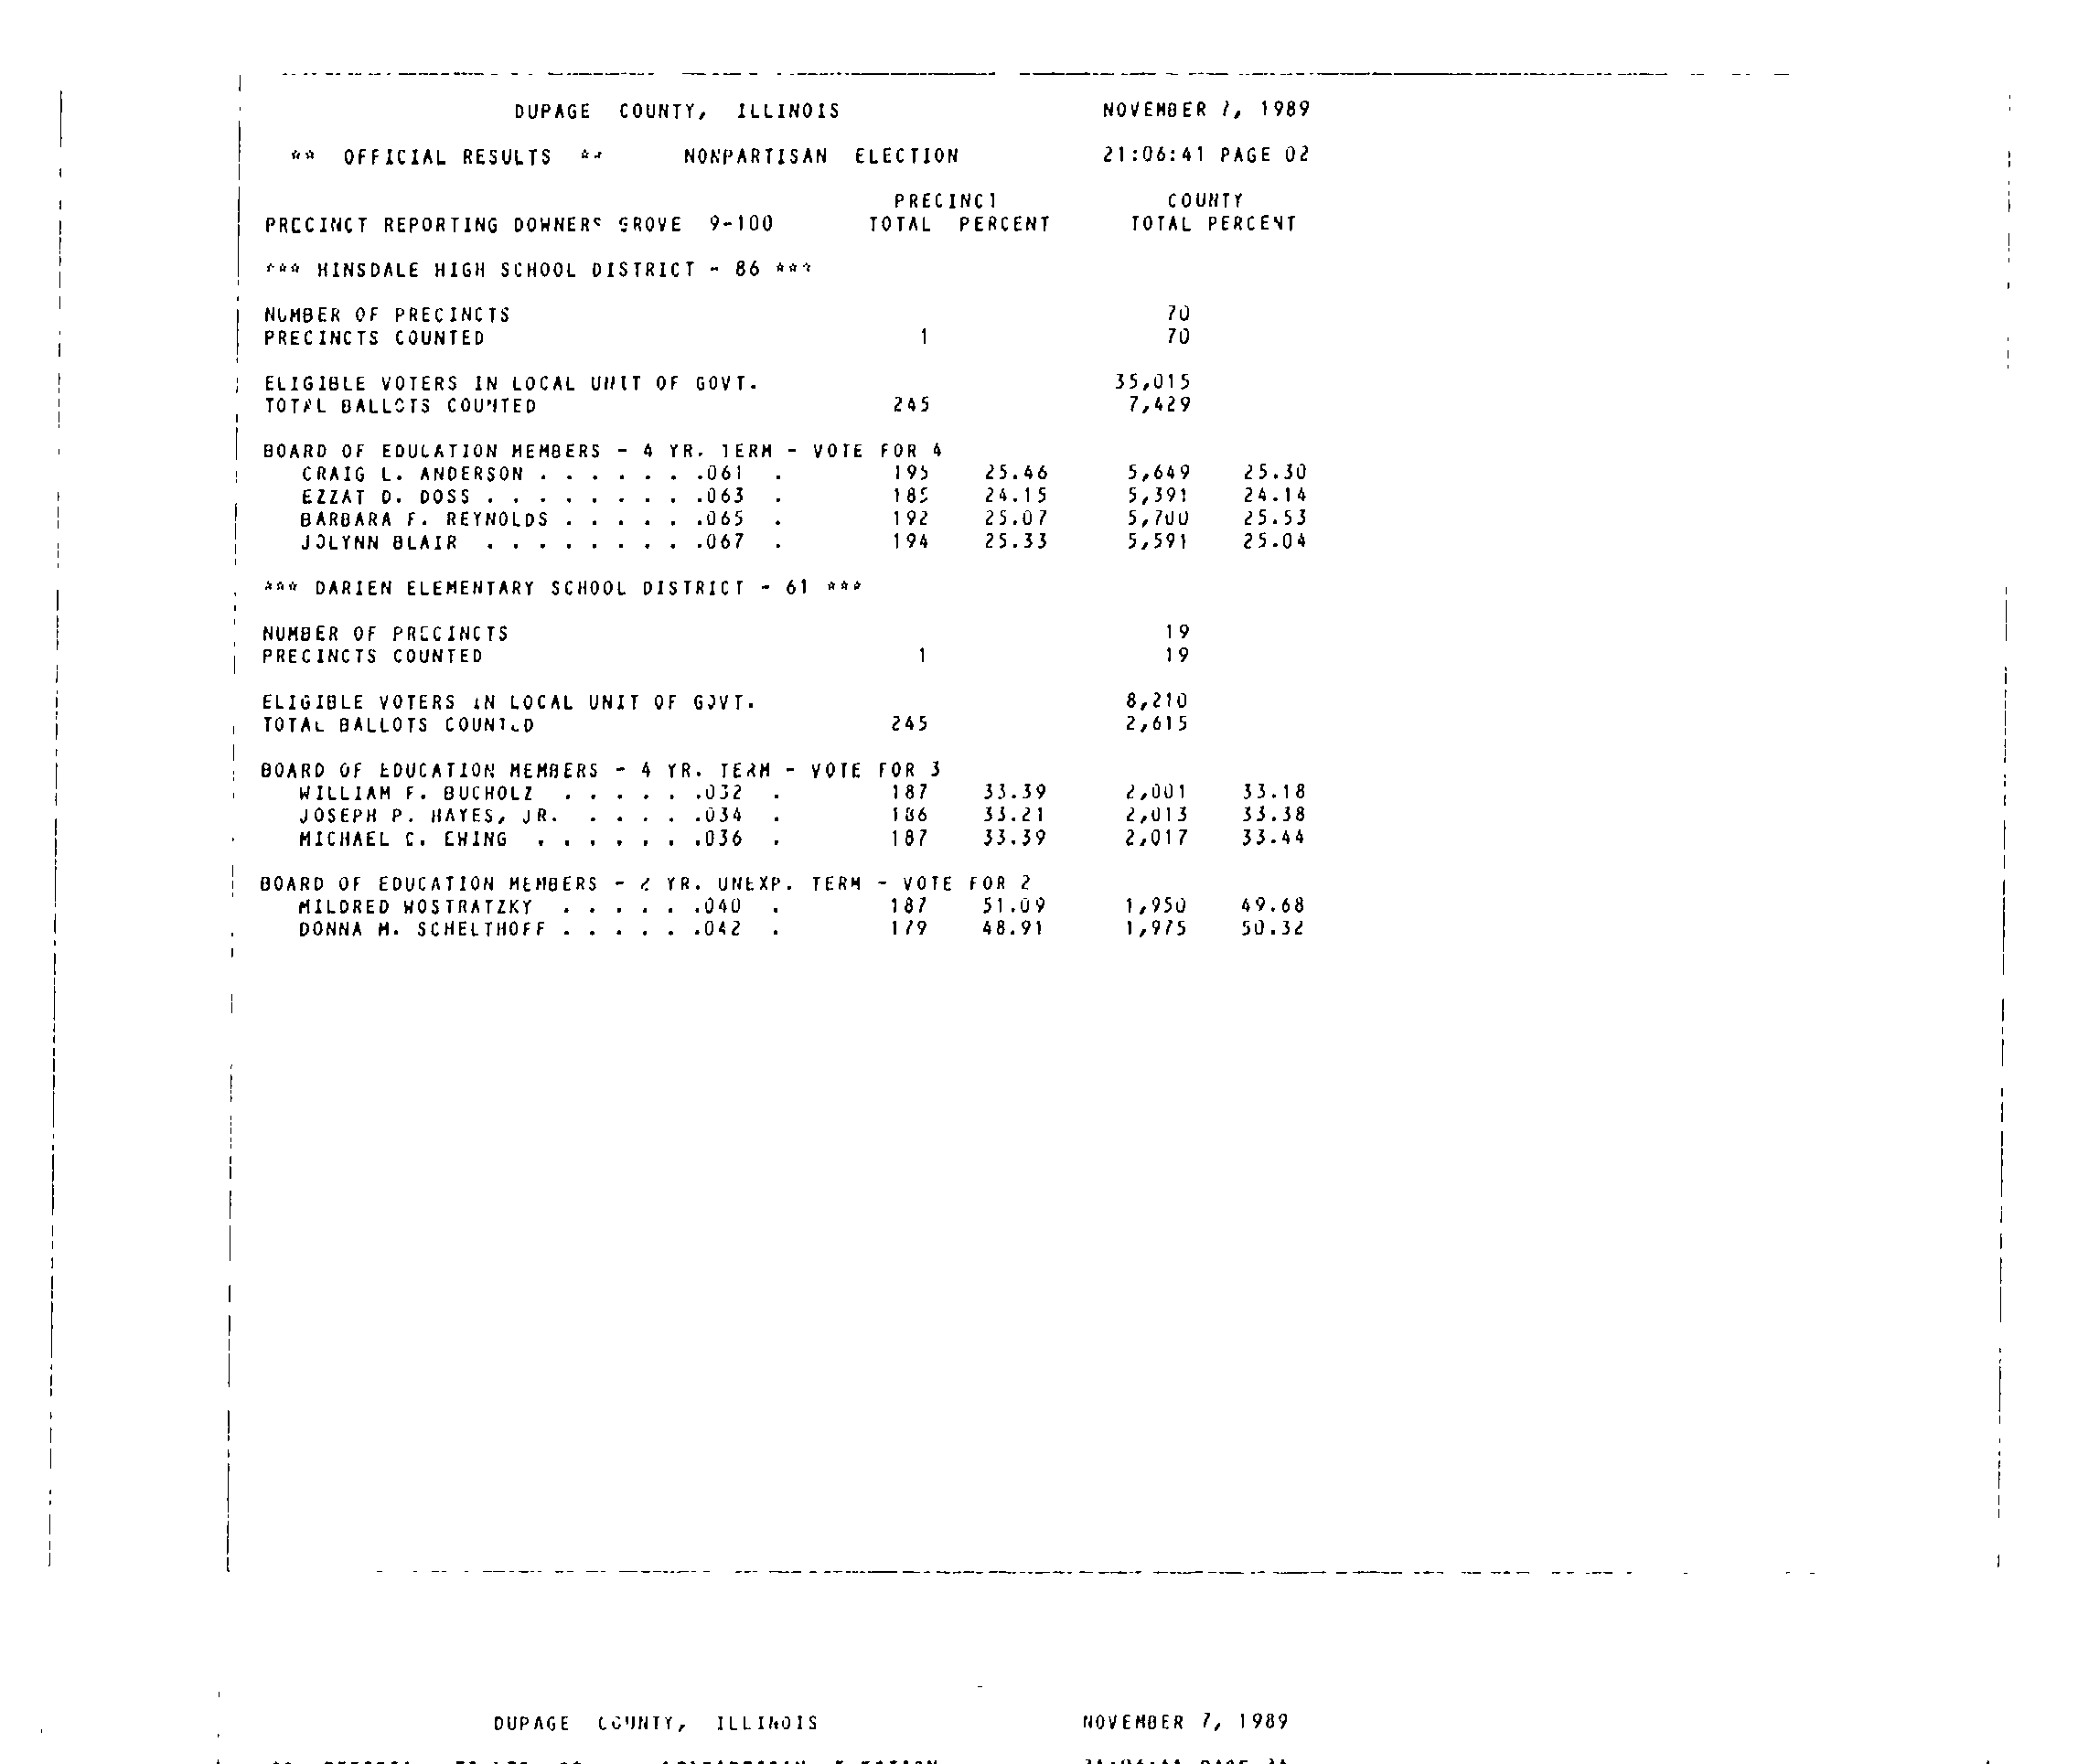 DUPAGE COUNTY, ILLINOIS NOVEMBER 7, 1989
** OFFICIAL RESULTS ** NONPARTISAN ELECTION 21:06:41 PAGE 02
PRECINCT COUNTY
PRECINCT REPORTING DOWNERS GROVE 9-100 TOTAL PERCENT TOTAL PERCENT
*** HINSDALE HIGH SCHOOL DISTRICT - 86 ***
NUMBER OF PRECINCTS 70
PRECINCTS COUNTED 1 70
ELIGIBLE VOTERS IN LOCAL UNIT OF GOVT. 35,015
TOTAL BALLOTS COUNTED 245 7,429
BOARD OF EDUCATION MEMBERS - 4 YR. TERM - VOTE FOR 4
CRAIG L. ANDERSON . . . . . . .061 . 195 25.46 5,649 25.30
EZZAT D. DOSS . . . . . . . . .063 . 185 24.15 5,391 24.14
BARBARA F. REYNOLDS . . . . . .065 . 192 25.07 5,700 25.53
JOLYNN BLAIR . . . . . . . . .067 . 194 25.33 5,591 25.04
*** DARIEN ELEMENTARY SCHOOL DISTRICT - 61 ***
NUMBER OF PRECINCTS 19
PRECINCTS COUNTED 1 19
ELIGIBLE VOTERS IN LOCAL UNIT OF GOVT. 8,210
TOTAL BALLOTS COUNTED 245 2,615
BOARD OF EDUCATION MEMBERS - 4 YR. TERM - VOTE FOR 3
WILLIAM F. BUCHOLZ . . . . . .032 . 187 33.39 2,001 33.18
JOSEPH P. HAYES, JR. . . . . .034 . 186 33.21 2,013 33.38
MICHAEL C. EWING . . . . . . .036 . 187 33.39 2,017 33.44
BOARD OF EDUCATION MEMBERS - 2 YR. UNEXP. TERM - VOTE FOR 2
MILDRED WOSTRATZKY . . . . . .040 . 187 51.09 1,950 49.68
DONNA M. SCHELTHOFF . . . . . .042 . 179 48.91 1,975 50.32
DUPAGE COUNTY, ILLINOIS NOVEMBER 7, 1989